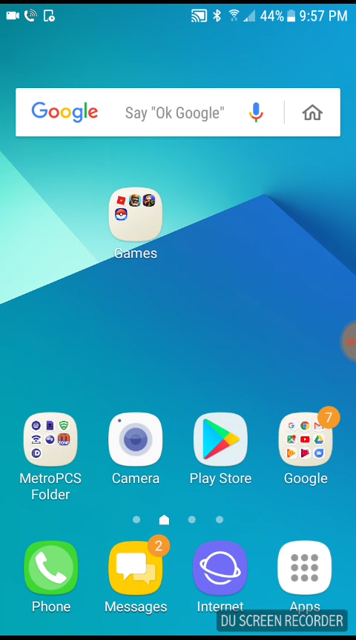 44% 9:57 PM
Google Say "Ok Google"
Games
7
MetroPCS Folder
Camera
Play Store
Google
2
Phone
Messages
Internet
Apps
DU SCREEN RECORDER